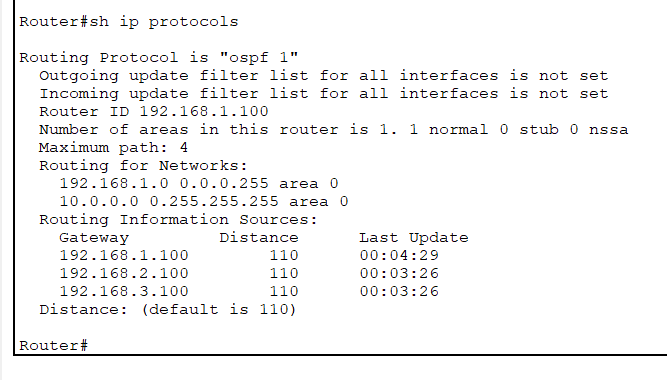 Router#sh ip protocols
Routing Protocol is "ospf 1"
Outgoing update filter list for all interfaces is not set
Incoming update filter list for all interfaces is not set
Router ID 192.168.1.100
Number of areas in this router is 1. 1 normal 0 stub 0 nssa
Maximum path: 4
Routing for Networks:
192.168.1.0 0.0.0.255 area 0
10.0.0.0 0.255.255.255 area 0
Routing Information Sources:
Gateway Distance Last Update
192.168.1.100 110 00:04:29
192.168.2.100 110 00:03:26
192.168.3.100 110 00:03:26
Distance: (default is 110)
Router#